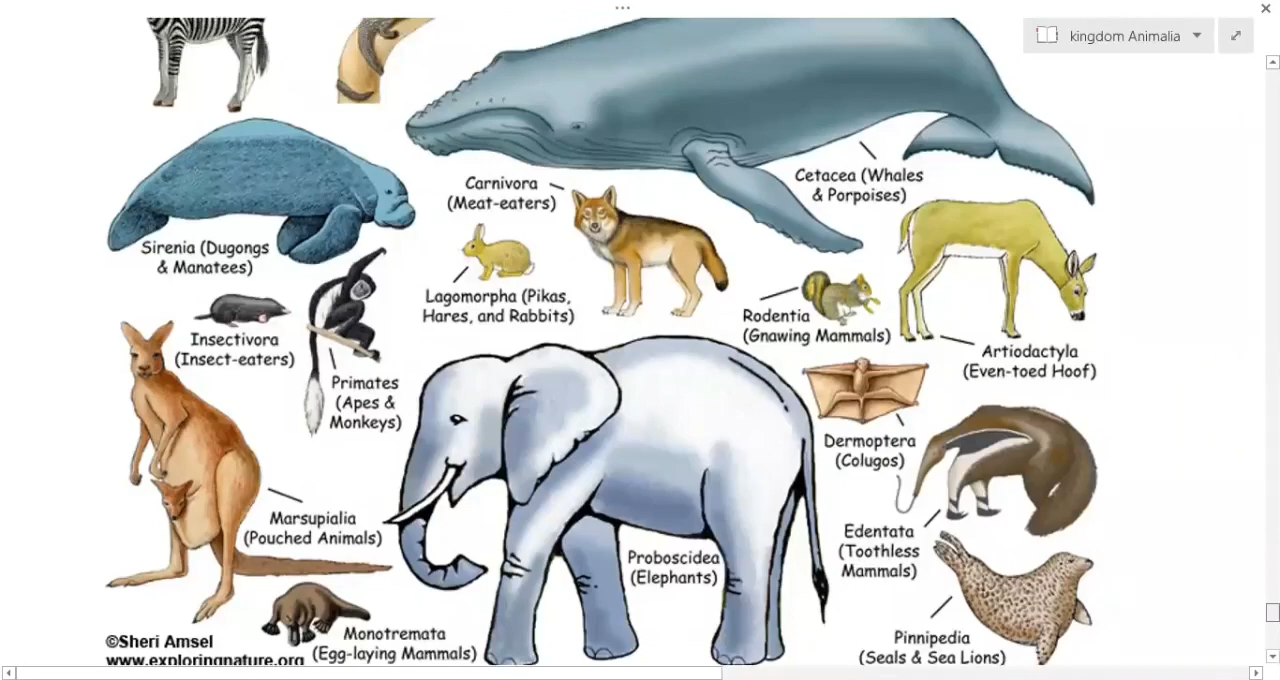 kingdom Animalia
Cetacea (Whales
& Porpoises)
Carnivora
(Meat-eaters)
Sirenia (Dugongs
& Manatees)
Lagomorpha (Pikas,
Hares, and Rabbits)
Rodentia
(Gnawing Mammals)
Insectivora
(Insect-eaters)
Artiodactyla
(Even-toed Hoof)
Primates
(Apes &
Monkeys)
Dermoptera
(Colugos)
Marsupialia
(Pouched Animals)
Edentata
(Toothless
Mammals)
Proboscidea
(Elephants)
Monotremata
(Egg-laying Mammals)
Pinnipedia
(Seals & Sea Lions)
©Sheri Amsel
www.exploringnature.org